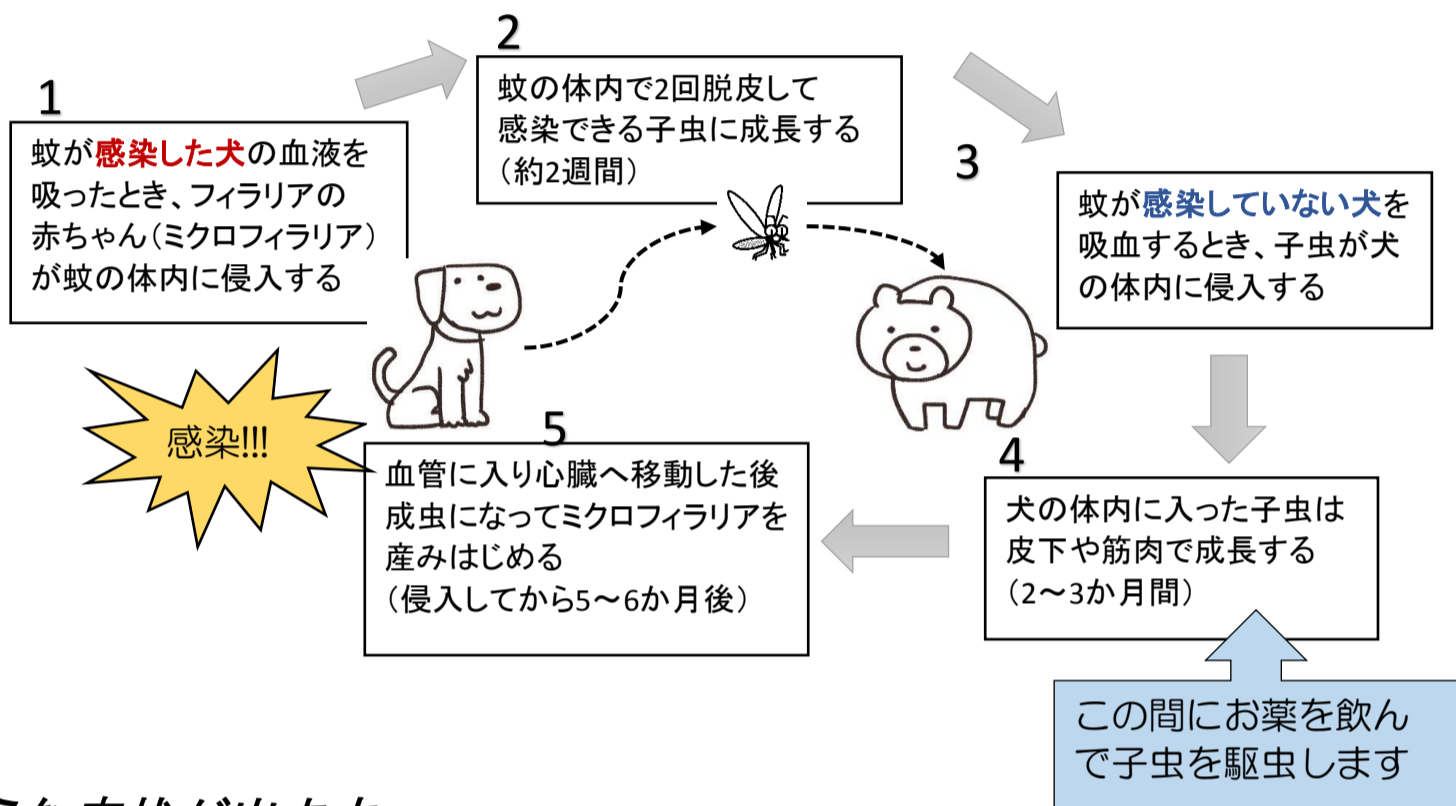 1
蚊が感染した犬の血液を
吸ったとき、フィラリアの
赤ちゃん(ミクロフィラリア)
が蚊の体内に侵入する
2
蚊の体内で2回脱皮して
感染できる子虫に成長する
(約2週間)
3
蚊が感染していない犬を
吸血するとき、子虫が犬
の体内に侵入する
4
犬の体内に入った子虫は
皮下や筋肉で成長する
(2～3か月間)
この間にお薬を飲ん
で子虫を駆虫します
5
血管に入り心臓へ移動した後
成虫になってミクロフィラリアを
産みはじめる
(侵入してから5～6か月後)
感染!!!